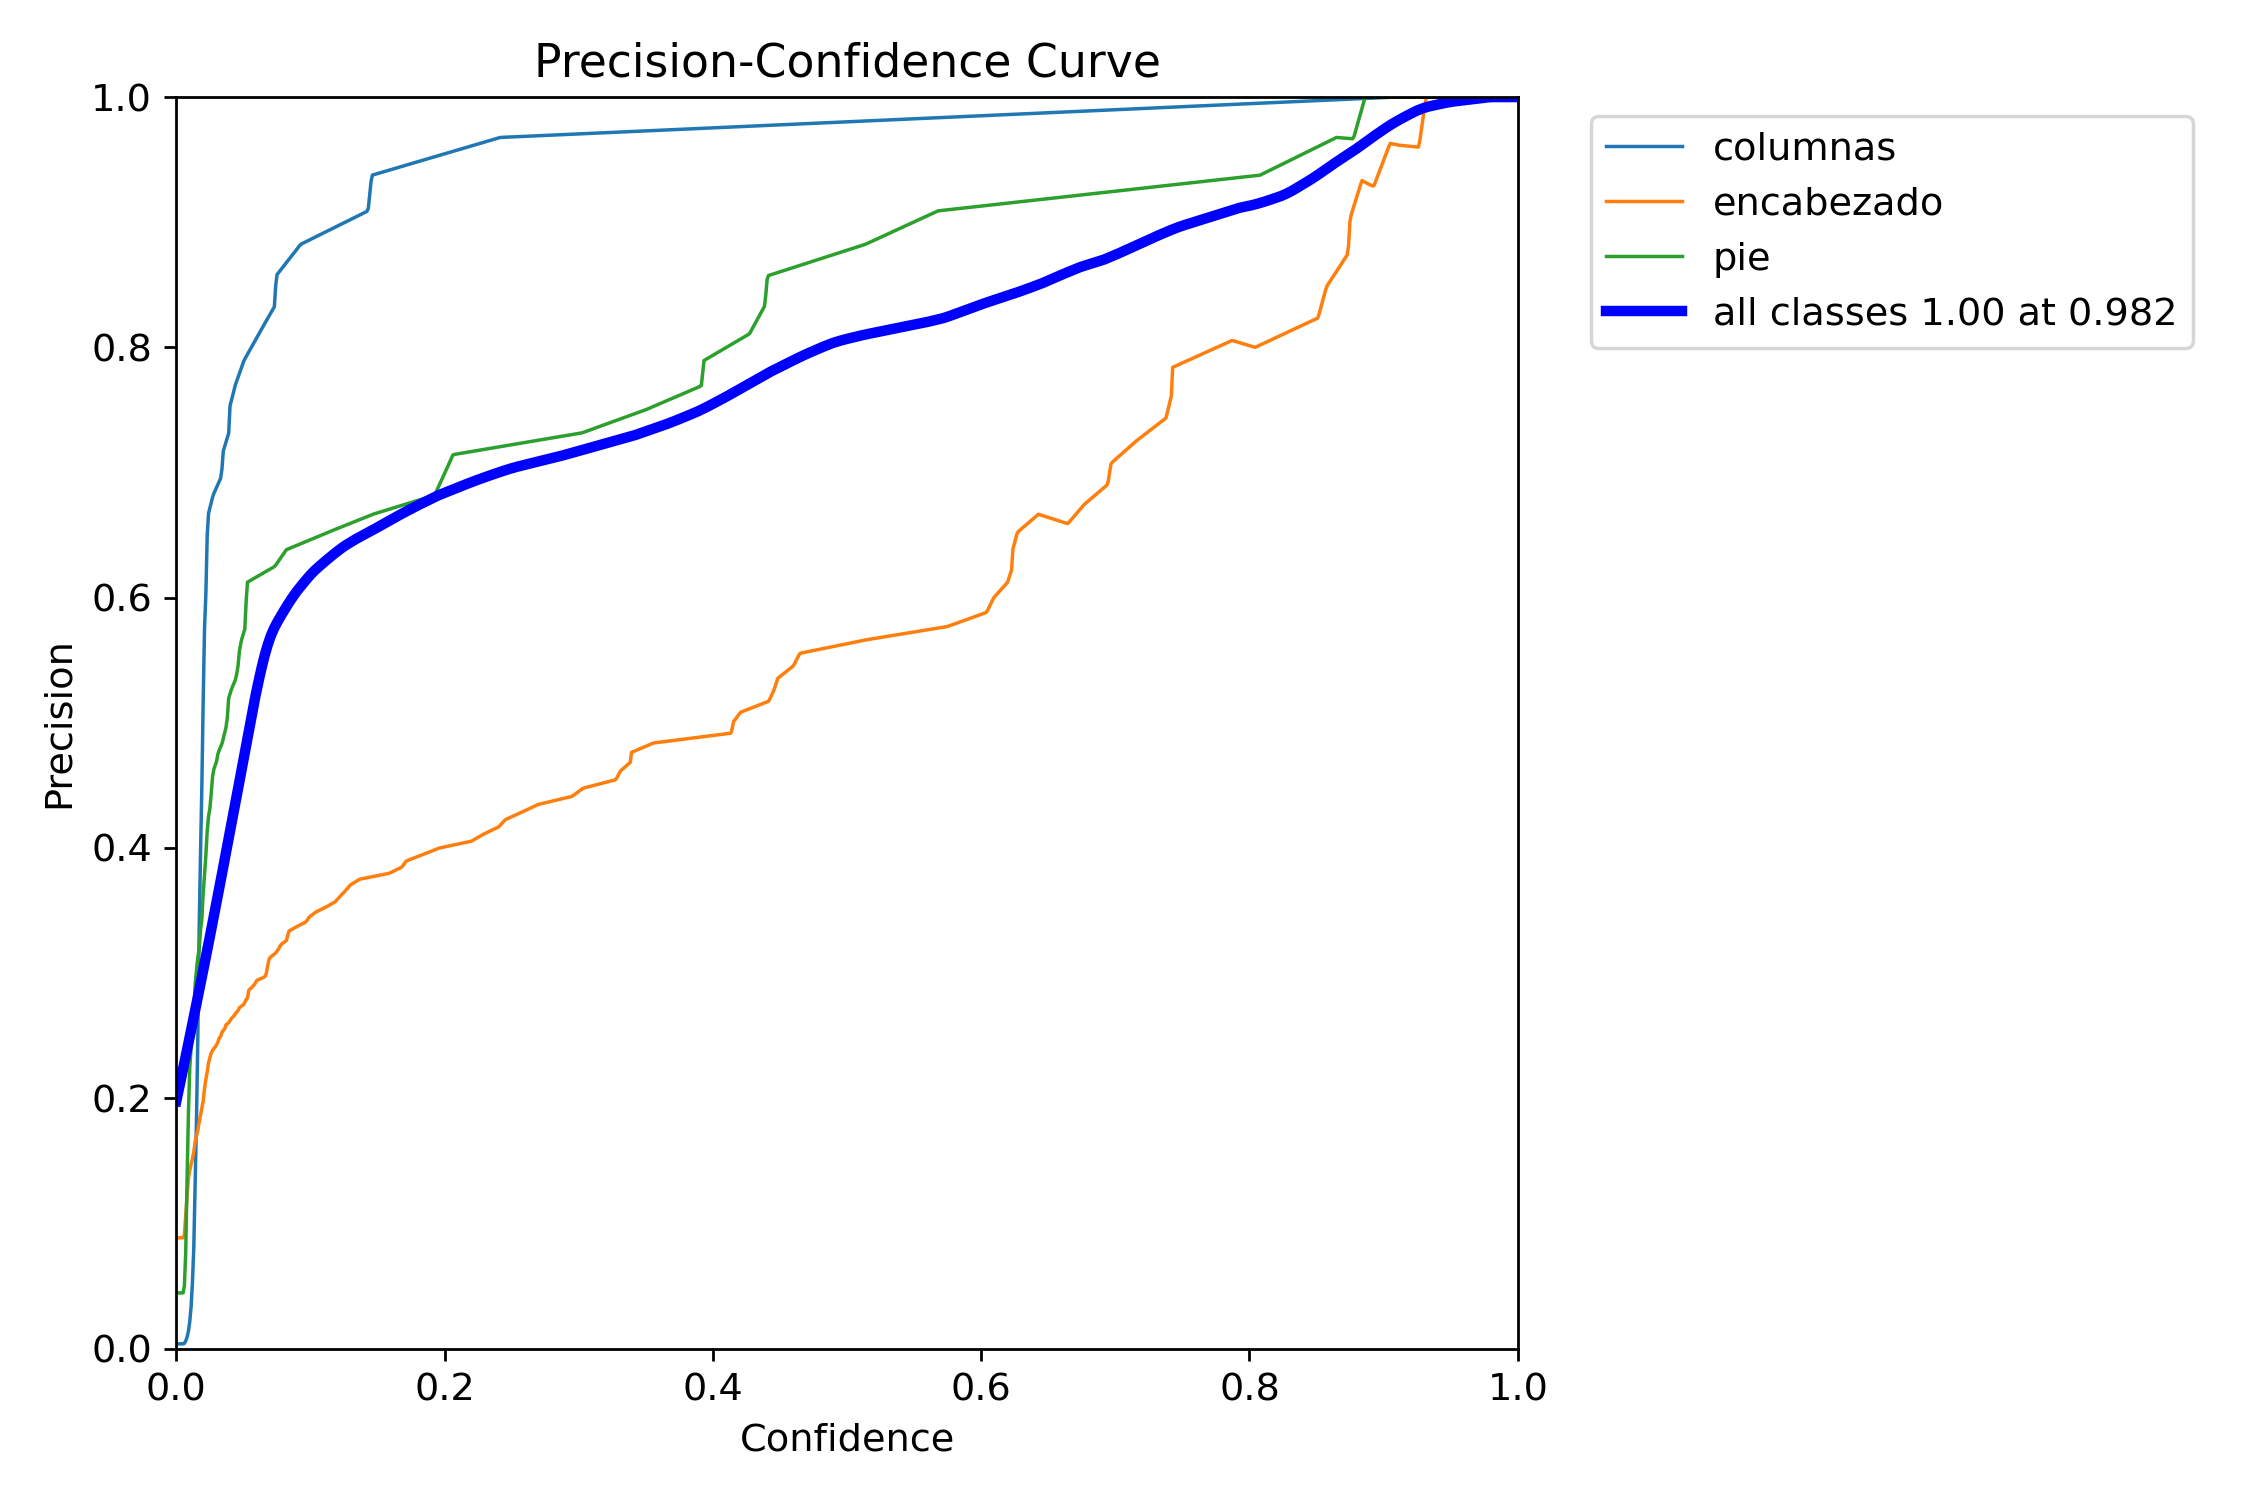 Precision-Confidence Curve
1.0
0.8
0.6
0.4
0.2
0.0
Precision
0.0 0.2 0.4 0.6 0.8 1.0
Confidence
columnas
encabezado
pie
all classes 1.00 at 0.982